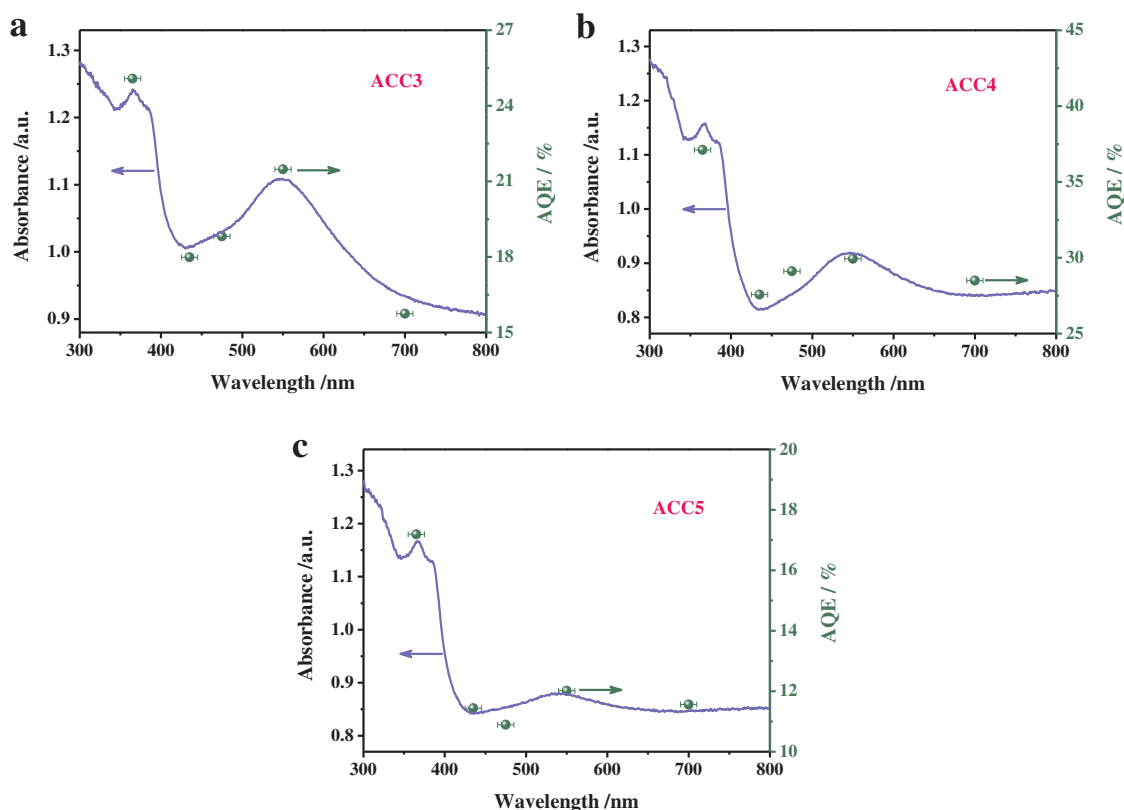 a
ACC3
Absorbance /a.u.
1.3
1.2
1.1
1.0
0.9
27
24
21
18
15
AQE / %
300 400 500 600 700 800
Wavelength /nm
b
ACC4
Absorbance /a.u.
1.3
1.2
1.1
1.0
0.9
0.8
45
40
35
30
25
AQE / %
300 400 500 600 700 800
Wavelength /nm
c
ACC5
Absorbance /a.u.
1.3
1.2
1.1
1.0
0.9
0.8
20
18
16
14
12
10
AQE / %
300 400 500 600 700 800
Wavelength /nm